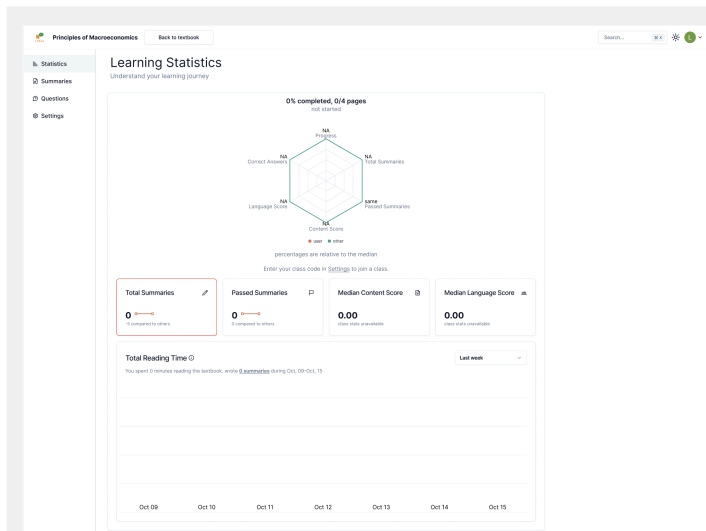 Principles of Macroeconomics
Back to textbook
Search...
⌘ K
L
Statistics
Summaries
Questions
Settings
Learning Statistics
Understand your learning journey
0% completed, 0/4 pages
not started
NA
Progress
NA
Correct Answers
NA
Total Summaries
NA
Language Score
same
Passed Summaries
NA
Content Score
user other
percentages are relative to the median
Enter your class code in Settings to join a class.
Total Summaries
0
Passed Summaries
0
0 compared to others
Median Content Score
0.00
class stats unavailable
Median Language Score
0.00
class stats unavailable
Total Reading Time
Last week
You spent 0 minutes reading the textbook, wrote 0 summaries during Oct, 09-Oct, 15
Oct 09 Oct 10 Oct 11 Oct 12 Oct 13 Oct 14 Oct 15